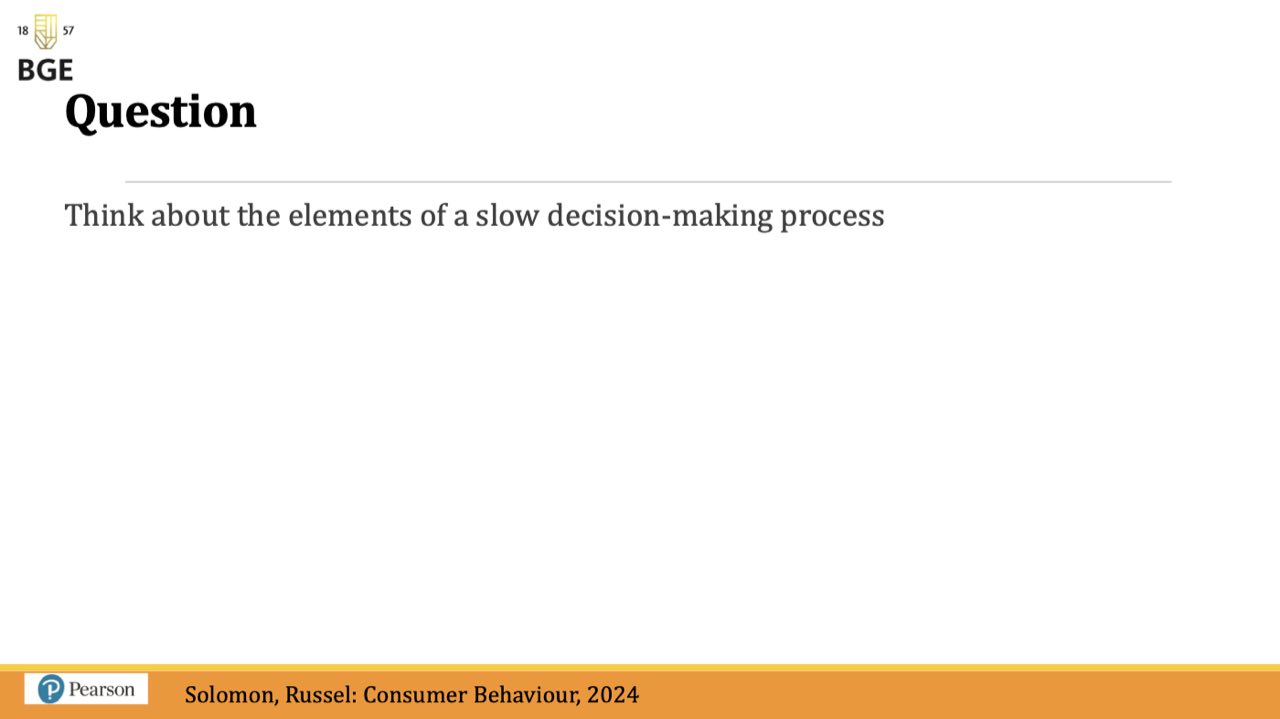 18 57
BGE
Question
Think about the elements of a slow decision-making process
Pearson
Solomon, Russel: Consumer Behaviour, 2024